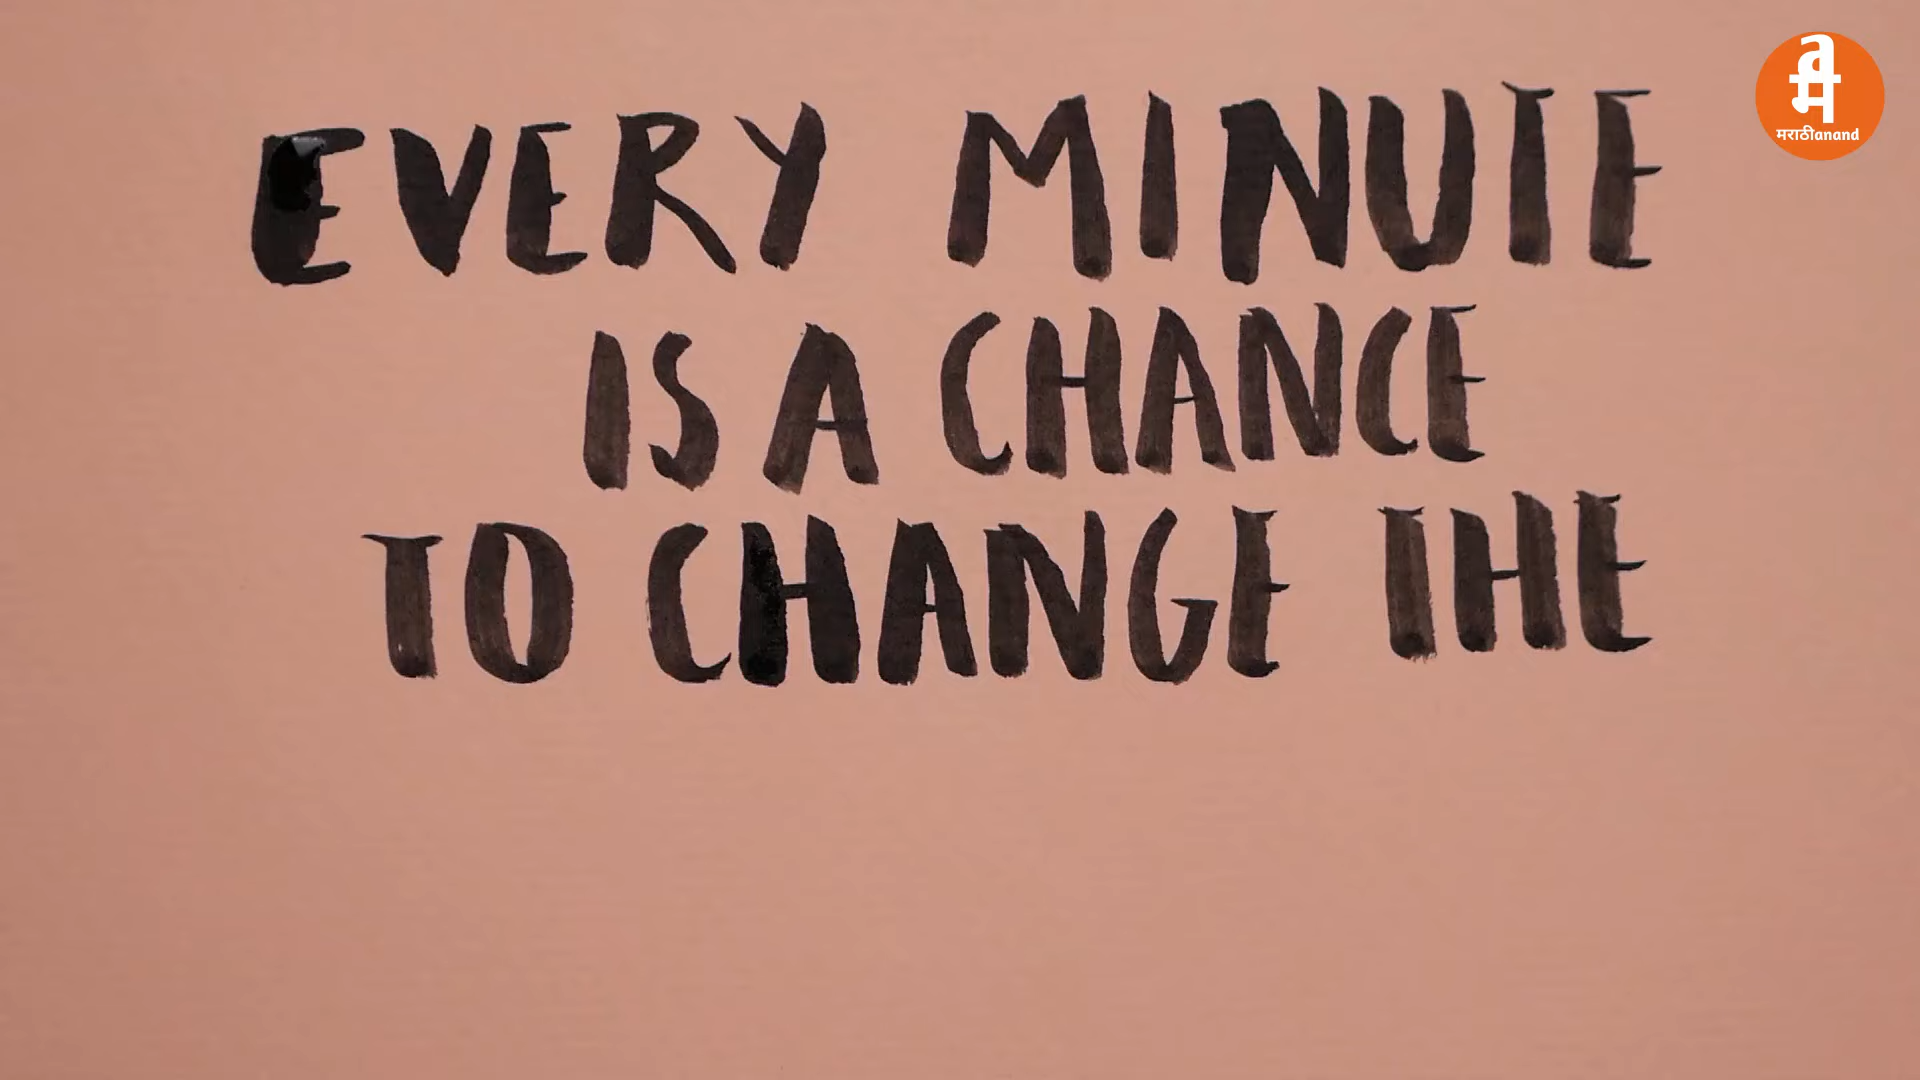 EVERY MINUTE
IS A CHANCE
TO CHANGE THE
a
म
मराठीanand